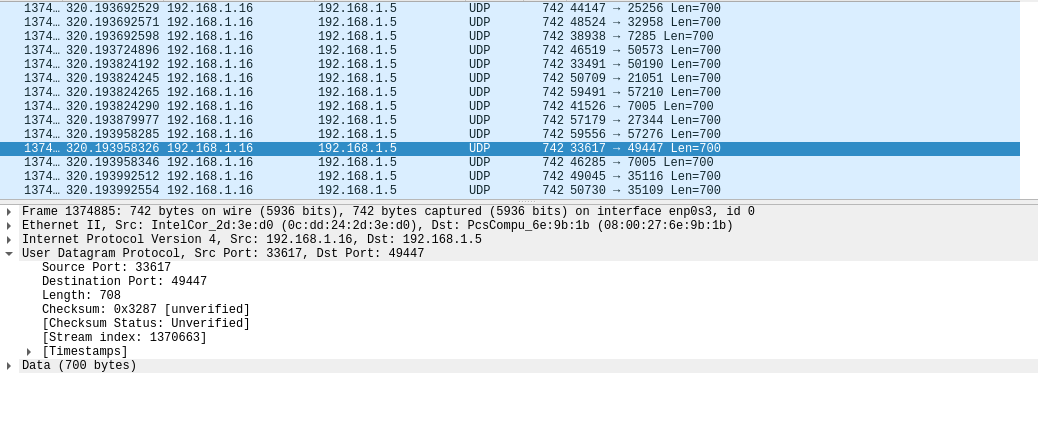 1374… 320.193692529 192.168.1.16 192.168.1.5 UDP 742 44147 → 25256 Len=700
1374… 320.193692571 192.168.1.16 192.168.1.5 UDP 742 48524 → 32958 Len=700
1374… 320.193692598 192.168.1.16 192.168.1.5 UDP 742 38938 → 7285 Len=700
1374… 320.193724896 192.168.1.16 192.168.1.5 UDP 742 46519 → 50573 Len=700
1374… 320.193824192 192.168.1.16 192.168.1.5 UDP 742 33491 → 50190 Len=700
1374… 320.193824245 192.168.1.16 192.168.1.5 UDP 742 50709 → 21051 Len=700
1374… 320.193824265 192.168.1.16 192.168.1.5 UDP 742 59491 → 57210 Len=700
1374… 320.193824290 192.168.1.16 192.168.1.5 UDP 742 41526 → 7005 Len=700
1374… 320.193879977 192.168.1.16 192.168.1.5 UDP 742 57179 → 27344 Len=700
1374… 320.193958285 192.168.1.16 192.168.1.5 UDP 742 59556 → 57276 Len=700
1374… 320.193958326 192.168.1.16 192.168.1.5 UDP 742 33617 → 49447 Len=700
1374… 320.193958346 192.168.1.16 192.168.1.5 UDP 742 46285 → 7005 Len=700
1374… 320.193992512 192.168.1.16 192.168.1.5 UDP 742 49045 → 35116 Len=700
1374… 320.193992554 192.168.1.16 192.168.1.5 UDP 742 50730 → 35109 Len=700
Frame 1374885: 742 bytes on wire (5936 bits), 742 bytes captured (5936 bits) on interface enp0s3, id 0
Ethernet II, Src: IntelCor_2d:3e:d0 (0c:dd:24:2d:3e:d0), Dst: PcsCompu_6e:9b:1b (08:00:27:6e:9b:1b)
Internet Protocol Version 4, Src: 192.168.1.16, Dst: 192.168.1.5
User Datagram Protocol, Src Port: 33617, Dst Port: 49447
Source Port: 33617
Destination Port: 49447
Length: 708
Checksum: 0x3287 [unverified]
[Checksum Status: Unverified]
[Stream index: 1370663]
[Timestamps]
Data (700 bytes)